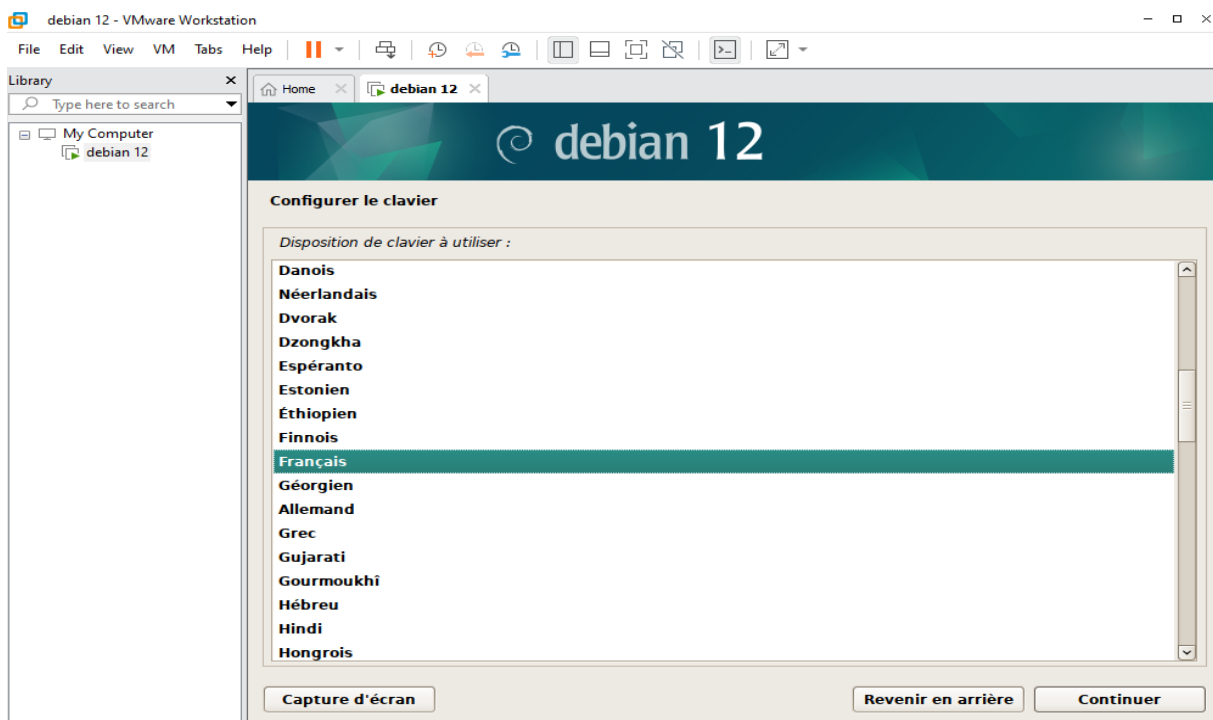 debian 12 - VMware Workstation
File Edit View VM Tabs Help
Library
Type here to search
My Computer
debian 12
Home
debian 12
debian 12
Configurer le clavier
Disposition de clavier à utiliser :
Danois
Néerlandais
Dvorak
Dzongkha
Espéranto
Estonien
Éthiopien
Finnois
Français
Géorgien
Allemand
Grec
Gujarati
Gourmoukhî
Hébreu
Hindi
Hongrois
Capture d'écran
Revenir en arrière
Continuer